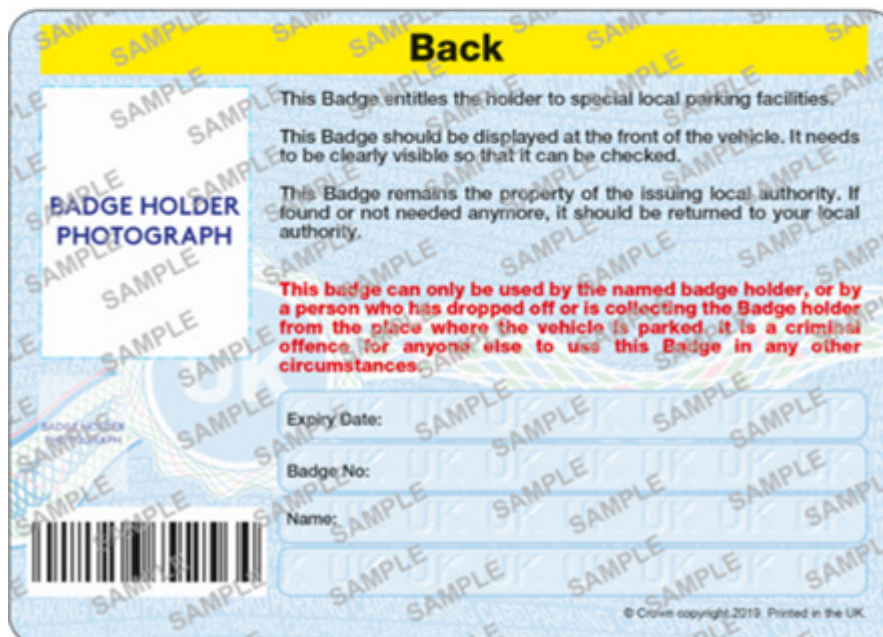 Back
This Badge entitles the holder to special local parking facilities.
This Badge should be displayed at the front of the vehicle. It needs
to be clearly visible so that it can be checked.
This Badge remains the property of the issuing local authority. If
found or not needed anymore, it should be returned to your local
authority.
BADGE HOLDER
PHOTOGRAPH
This badge can only be used by the named badge holder, or by
a person who has dropped off or is collecting the Badge holder
from the place where the vehicle is parked. It is a criminal
offence for anyone else to use this Badge in any other
circumstances.
UK
Expiry Date:
BADGE HOLDER
PHOTOGRAPH
Badge No:
Name:
© Crown copyright 2019. Printed in the UK
SAMPLE